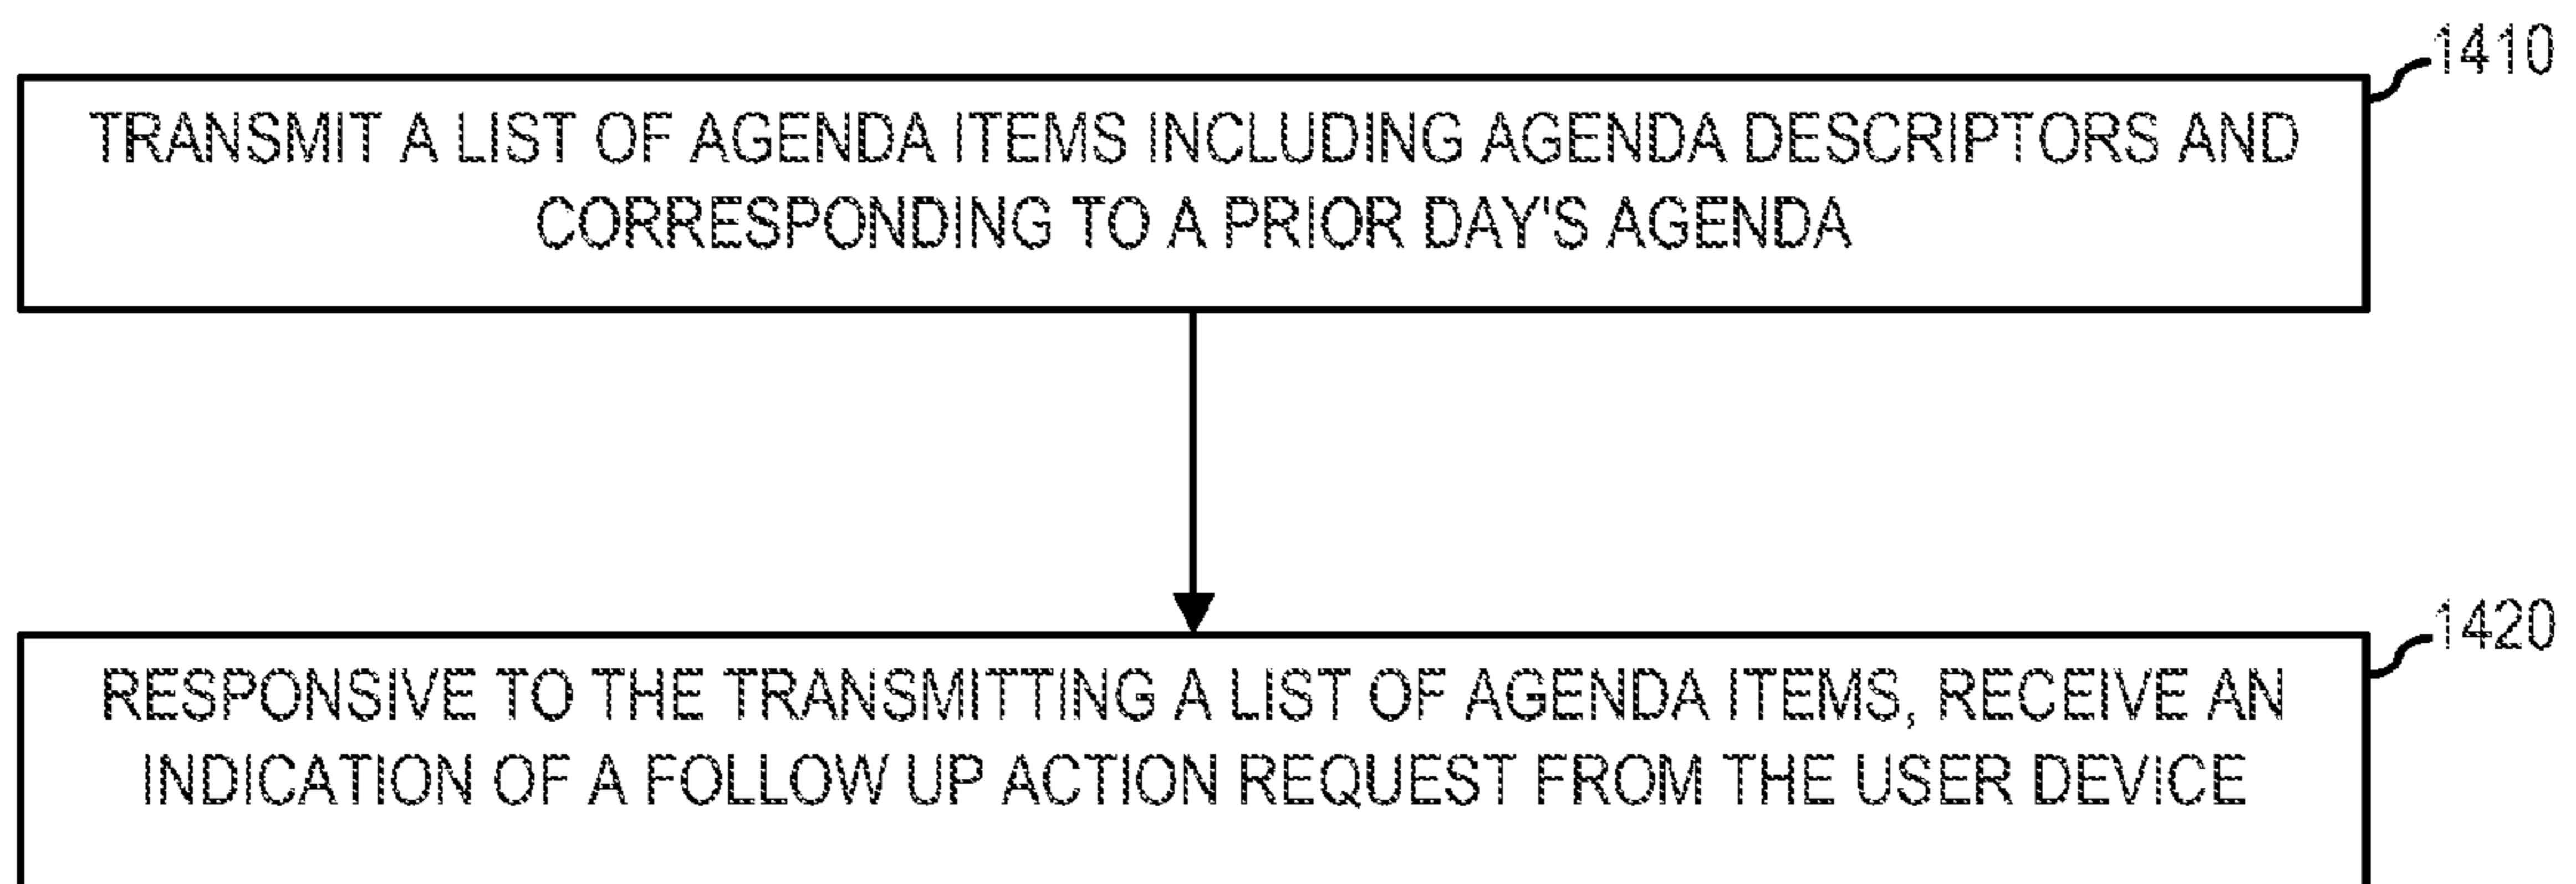 1410
TRANSMIT A LIST OF AGENDA ITEMS INCLUDING AGENDA DESCRIPTORS AND
CORRESPONDING TO A PRIOR DAY'S AGENDA
1420
RESPONSIVE TO THE TRANSMITTING A LIST OF AGENDA ITEMS, RECEIVE AN
INDICATION OF A FOLLOW UP ACTION REQUEST FROM THE USER DEVICE